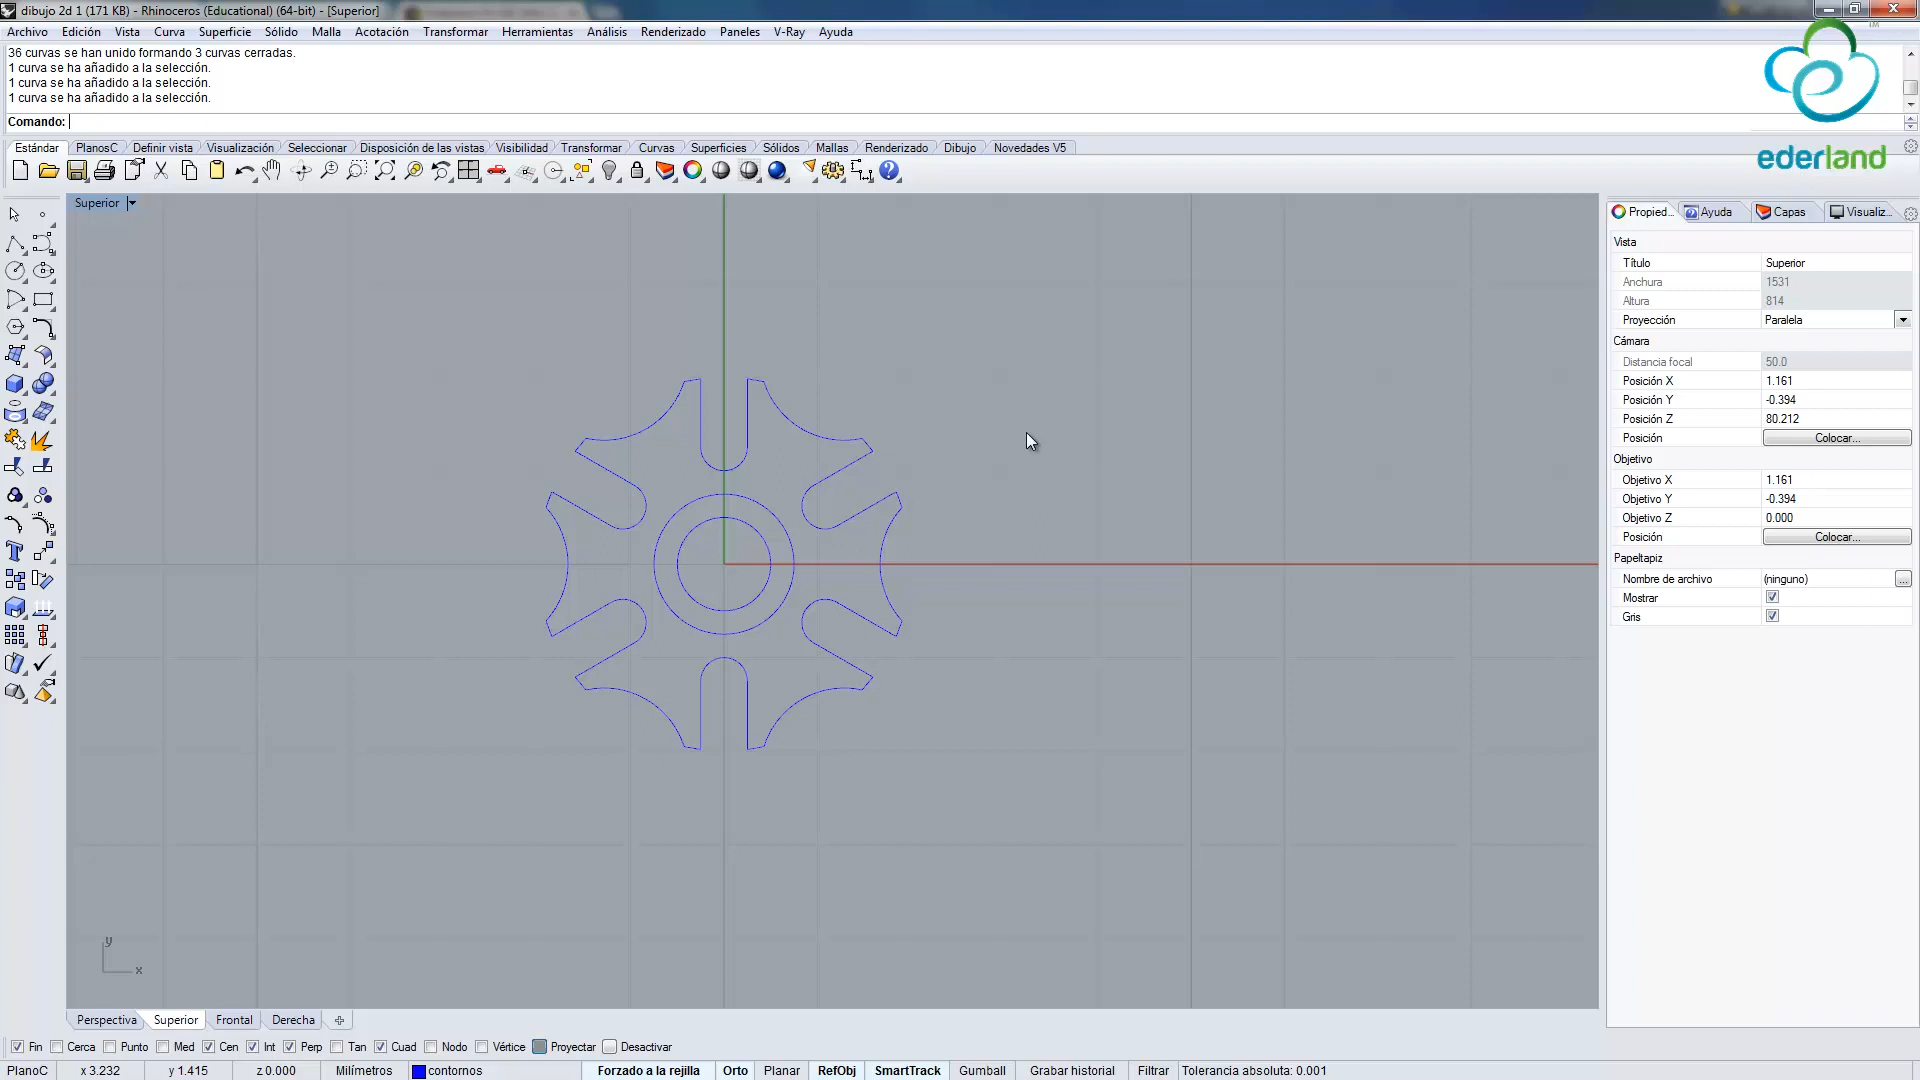 dibujo 2d 1 (171 KB) - Rhinoceros (Educational) (64-bit) - [Superior]
Archivo Edición Vista Curva Superficie Sólido Malla Acotación Transformar Herramientas Análisis Renderizado Paneles V-Ray Ayuda
36 curvas se han unido formando 3 curvas cerradas.
1 curva se ha añadido a la selección.
1 curva se ha añadido a la selección.
1 curva se ha añadido a la selección.
Comando:
TM
ederland
Estándar PlanosC Definir vista Visualización Seleccionar Disposición de las vistas Visibilidad Transformar Curvas Superficies Sólidos Mallas Renderizado Dibujo Novedades V5
Superior
Propied... Ayuda Capas Visualiz...
Vista
Título Superior
Anchura 1531
Altura 814
Proyección Paralela
Cámara
Distancia focal 50.0
Posición X 1.161
Posición Y -0.394
Posición Z 80.212
Posición Colocar...
Objetivo
Objetivo X 1.161
Objetivo Y -0.394
Objetivo Z 0.000
Posición Colocar...
Papeltapiz
Nombre de archivo (ninguno) ...
Mostrar
Gris
y
x
Perspectiva Superior Frontal Derecha
Fin Cerca Punto Med Cen Int Perp Tan Cuad Nodo Vértice Proyectar Desactivar
PlanoC x 3.232 y 1.415 z 0.000 Milímetros contornos Forzado a la rejilla Orto Planar RefObj SmartTrack Gumball Grabar historial Filtrar Tolerancia absoluta: 0.001